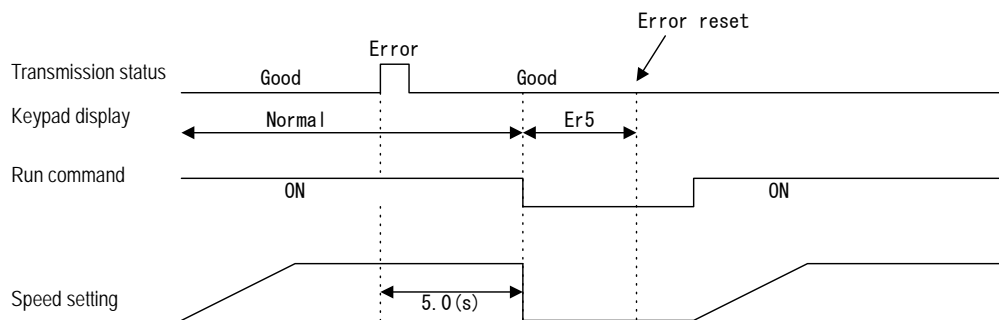 Error reset
Error
Transmission status
Good
Good
Keypad display
Normal
Er5
Run command
ON
ON
Speed setting
5.0(s)